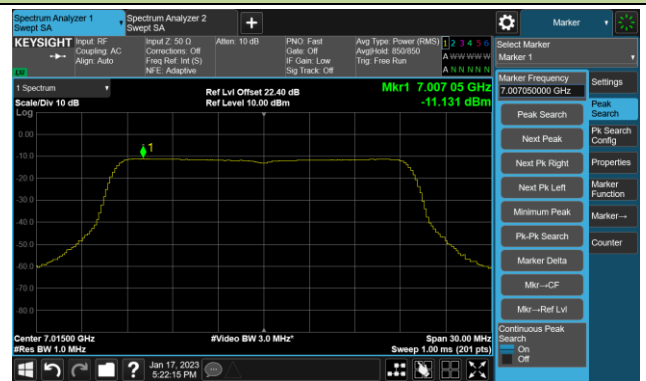 Spectrum Analyzer 1
Swept SA
Spectrum Analyzer 2
Swept SA
Marker
KEYSIGHT
Input: RF
Coupling: AC
Align: Auto
Input Z: 50 Ω
Corrections: Off
Freq Ref: Int (S)
NFE: Adaptive
Atten: 10 dB
PNO: Fast
Gate: Off
IF Gain: Low
Sig Track: Off
Avg Type: Power (RMS)
Avg|Hold: 850/850
Trig: Free Run
1 2 3 4 5 6
A W W W W W
A N N N N N
LV
Select Marker
Marker 1
1 Spectrum
Scale/Div 10 dB
Log
Ref Lvl Offset 22.40 dB
Ref Level 10.00 dBm
Mkr1 7.007 05 GHz
-11.131 dBm
1
0.00
-10.0
-20.0
-30.0
-40.0
-50.0
-60.0
-70.0
-80.0
Center 7.01500 GHz
#Res BW 1.0 MHz
#Video BW 3.0 MHz*
Span 30.00 MHz
Sweep 1.00 ms (201 pts)
Marker Frequency
7.007050000 GHz
Peak Search
Next Peak
Next Pk Right
Next Pk Left
Minimum Peak
Pk-Pk Search
Marker Delta
Mkr→CF
Mkr→Ref Lvl
Continuous Peak
Search
On
Off
Settings
Peak
Search
Pk Search
Config
Properties
Marker
Function
Marker→
Counter
Jan 17, 2023
5:22:15 PM